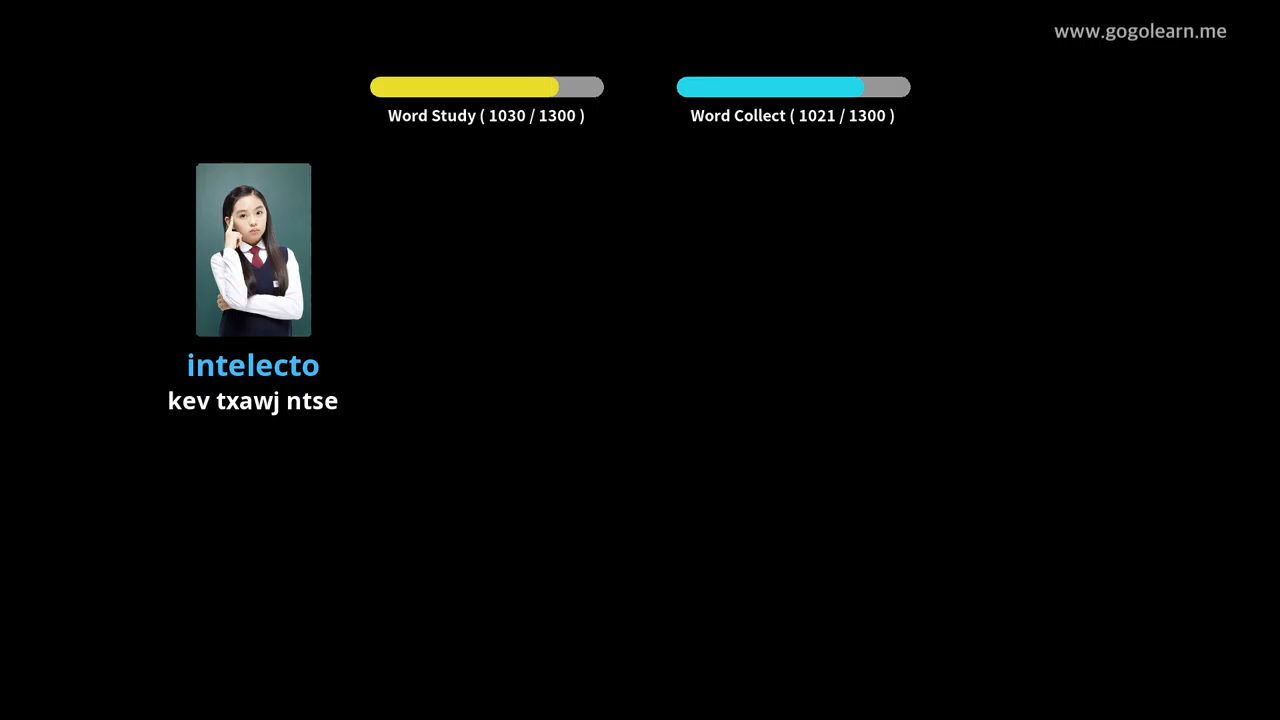 www.gogolearn.me
Word Study ( 1030 / 1300 )
Word Collect ( 1021 / 1300 )
intelecto
kev txawj ntse